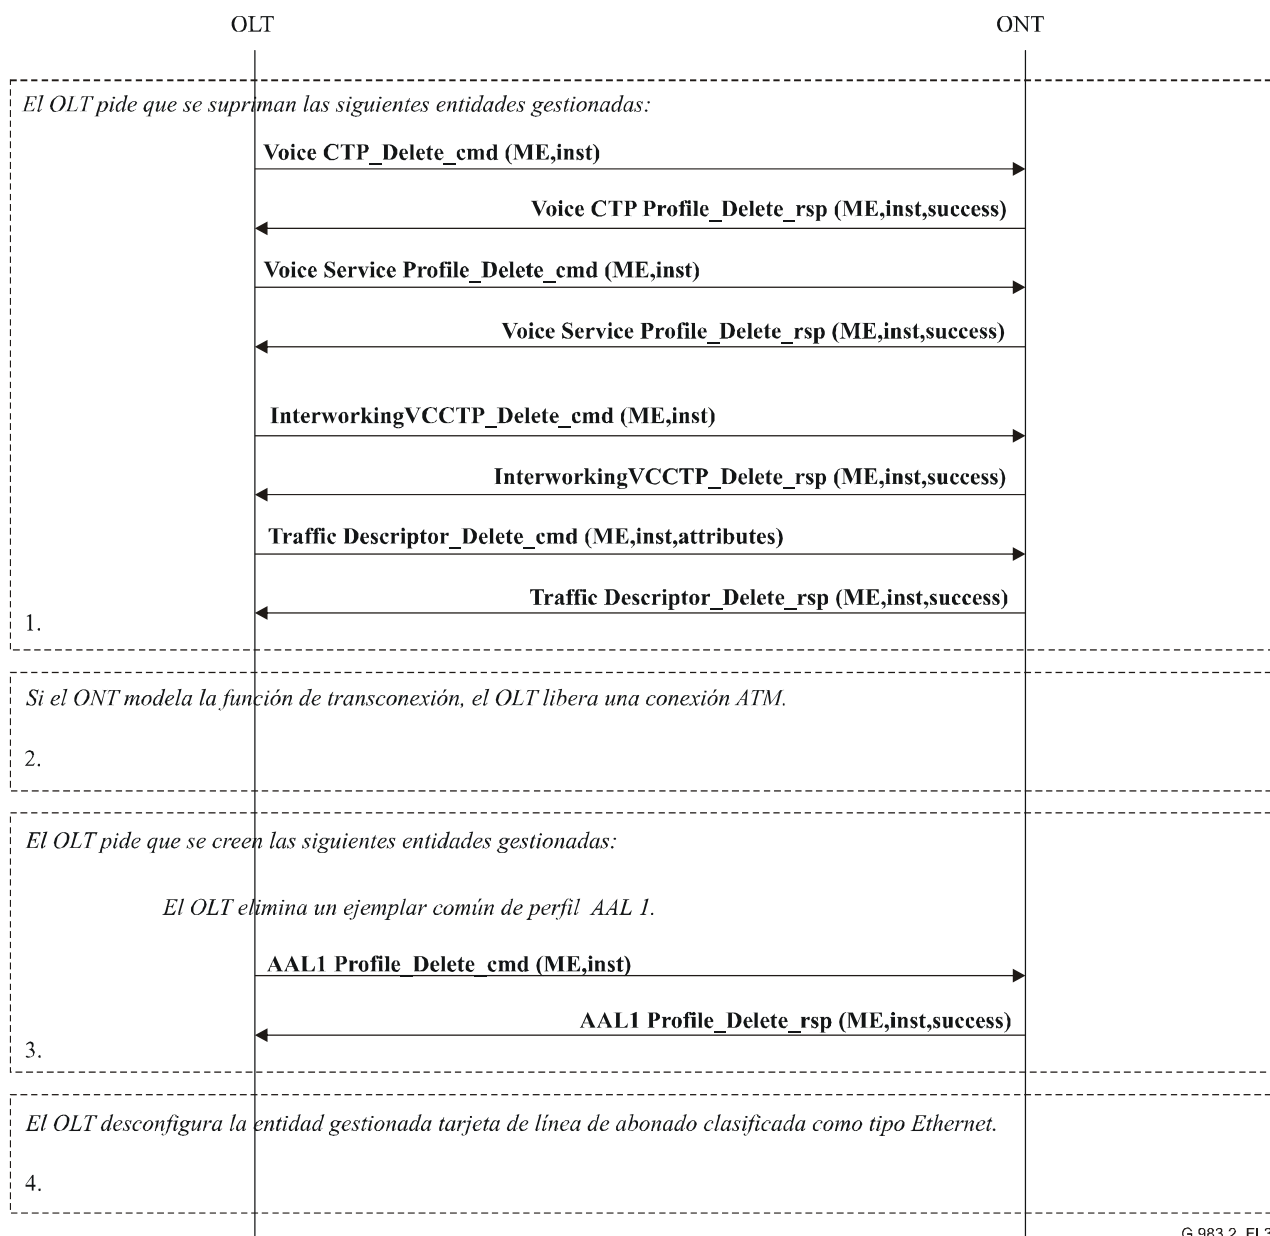 OLT ONT
El OLT pide que se supriman las siguientes entidades gestionadas:
Voice CTP_Delete_cmd (ME,inst)
Voice CTP Profile_Delete_rsp (ME,inst,success)
Voice Service Profile_Delete_cmd (ME,inst)
Voice Service Profile_Delete_rsp (ME,inst,success)
InterworkingVCCTP_Delete_cmd (ME,inst)
InterworkingVCCTP_Delete_rsp (ME,inst,success)
Traffic Descriptor_Delete_cmd (ME,inst,attributes)
Traffic Descriptor_Delete_rsp (ME,inst,success)
1.
Si el ONT modela la función de transconexión, el OLT libera una conexión ATM.
2.
El OLT pide que se creen las siguientes entidades gestionadas:
El OLT elimina un ejemplar común de perfil AAL 1.
AAL1 Profile_Delete_cmd (ME,inst)
AAL1 Profile_Delete_rsp (ME,inst,success)
3.
El OLT desconfigura la entidad gestionada tarjeta de línea de abonado clasificada como tipo Ethernet.
4.
G.983.2_FI.3